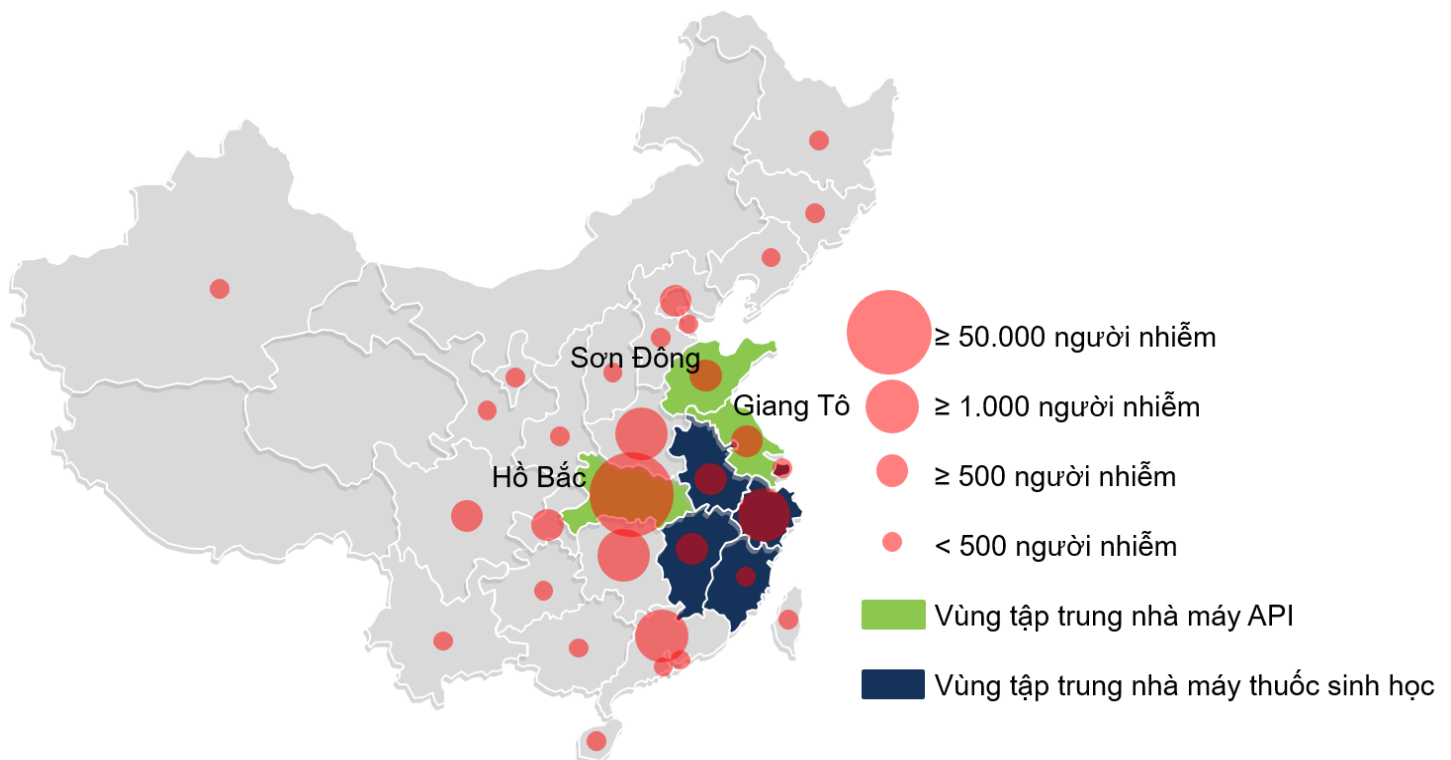 Sơn Đông
Giang Tô
Hồ Bắc
≥ 50.000 người nhiễm
≥ 1.000 người nhiễm
≥ 500 người nhiễm
< 500 người nhiễm
Vùng tập trung nhà máy API
Vùng tập trung nhà máy thuốc sinh học